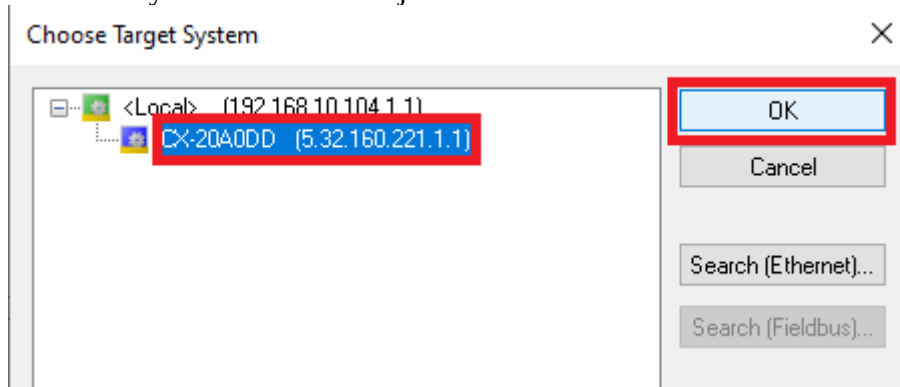 Choose Target System
<Local> (192.168.10.104.1.1)
OK
CX-20A0DD (5.32.160.221.1.1)
Cancel
Search (Ethernet)...
Search (Fieldbus)...